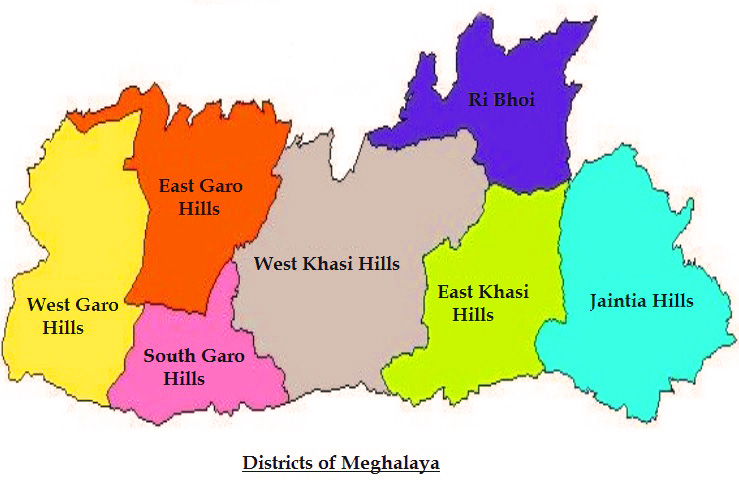 Ri Bhoi
East Garo
Hills
West Khasi Hills
West Garo
Hills
East Khasi
Hills
Jaintia Hills
South Garo
Hills
Districts of Meghalaya